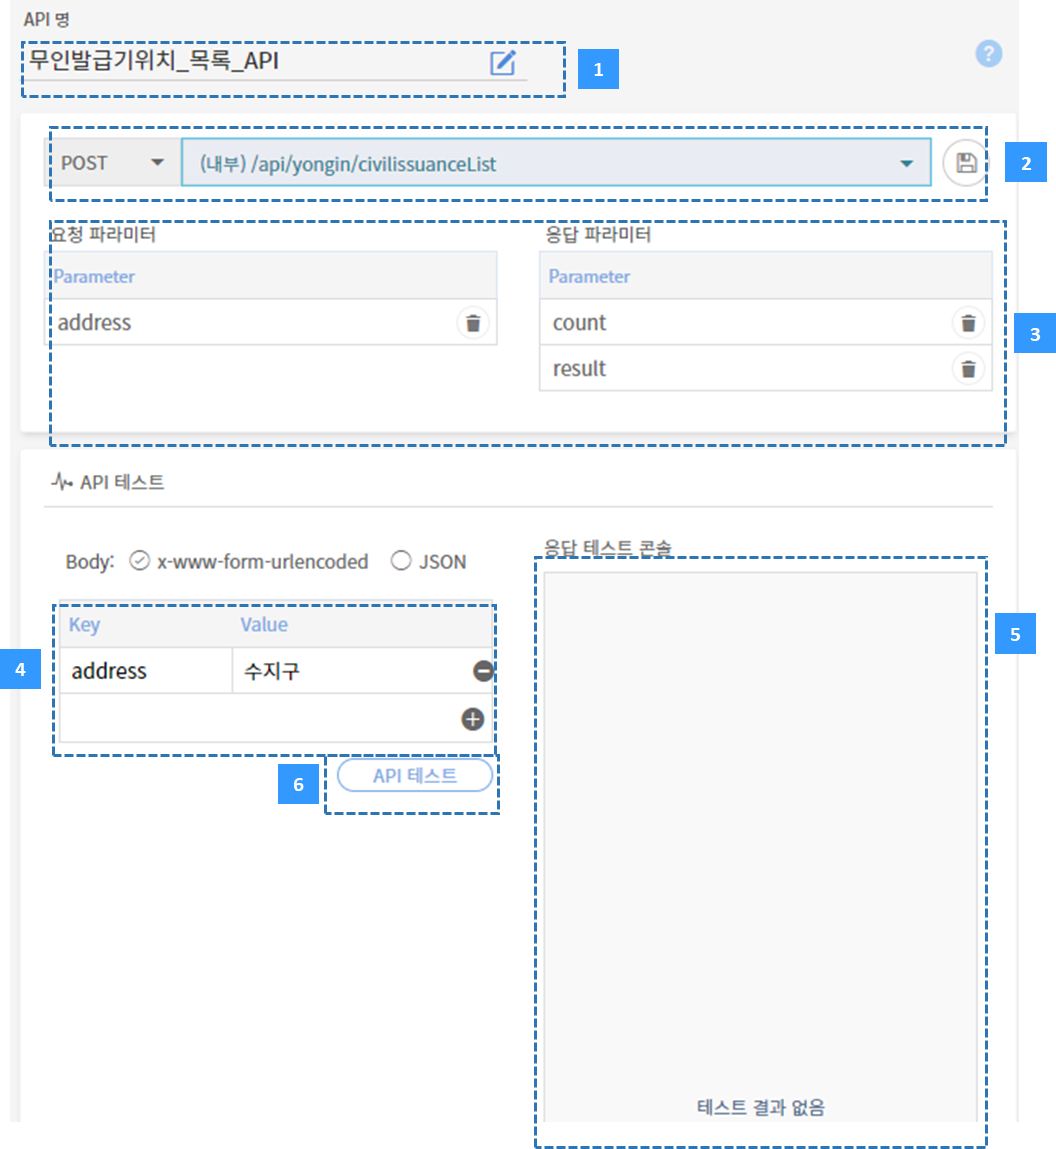 API 명
무인발급기위치_목록_API
1
?
POST
(내부) /api/yongin/civilissuanceList
2
요청 파라미터
응답 파라미터
Parameter
Parameter
address
count
3
result
API 테스트
Body:
x-www-form-urlencoded
JSON
응답 테스트 콘솔
Key
Value
5
4
address
수지구
6
API 테스트
테스트 결과 없음